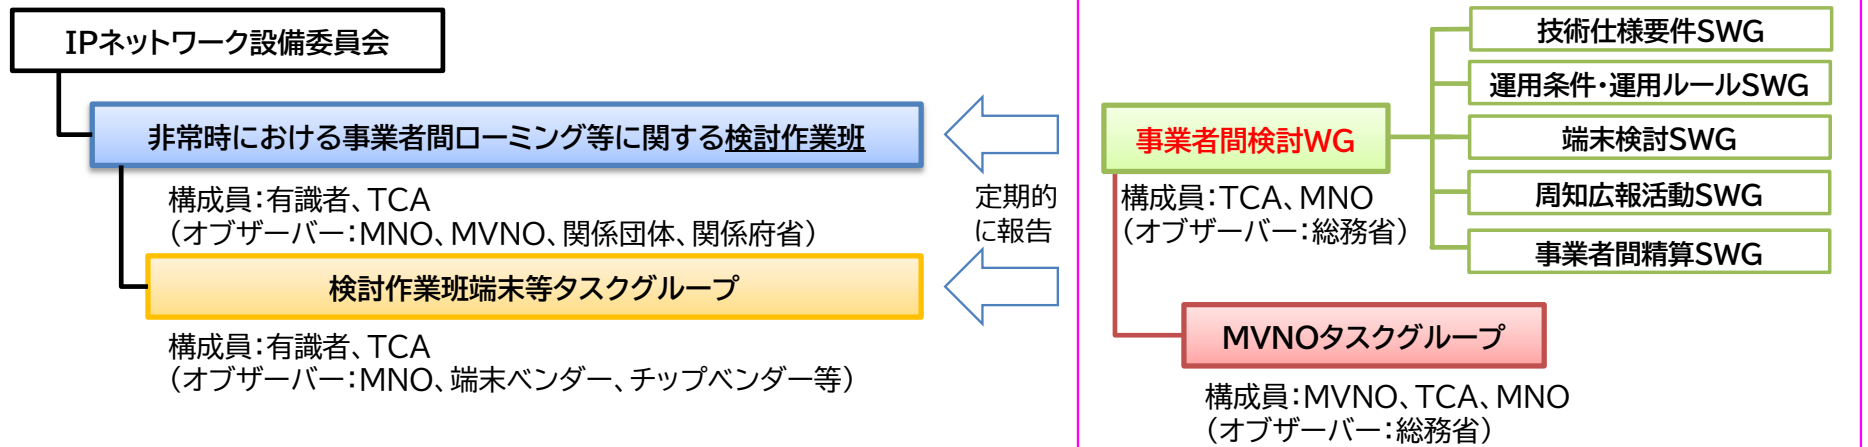 IPネットワーク設備委員会
非常時における事業者間ローミング等に関する検討作業班
構成員：有識者、TCA
（オブザーバー：MNO、MVNO、関係団体、関係府省）
検討作業班端末等タスクグループ
構成員：有識者、TCA
（オブザーバー：MNO、端末ベンダー、チップベンダー等）
定期的
に報告
事業者間検討WG
構成員：TCA、MNO
（オブザーバー：総務省）
技術仕様要件SWG
運用条件・運用ルールSWG
端末検討SWG
周知広報活動SWG
事業者間精算SWG
MVNOタスクグループ
構成員：MVNO、TCA、MNO
（オブザーバー：総務省）